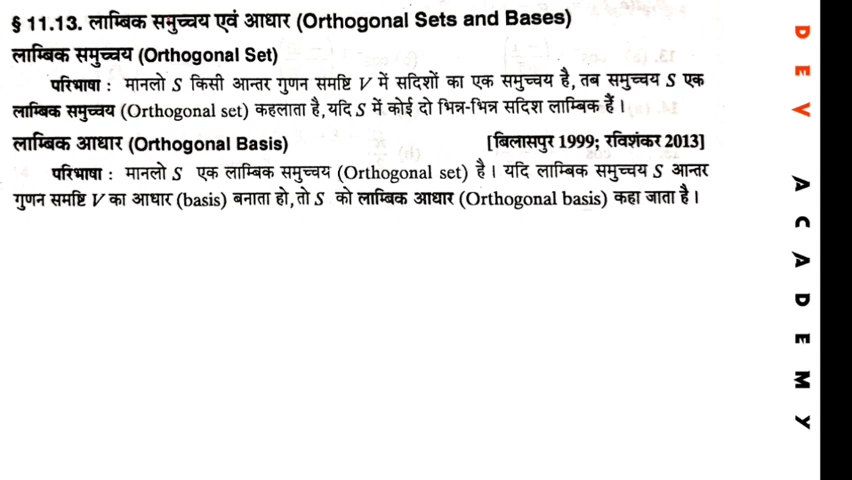 § 11.13. लाम्बिक समुच्चय एवं आधार (Orthogonal Sets and Bases)
लाम्बिक समुच्चय (Orthogonal Set)
परिभाषा : मानलो S किसी आन्तर गुणन समष्टि V में सदिशों का एक समुच्चय है, तब समुच्चय S एक
लाम्बिक समुच्चय (Orthogonal set) कहलाता है, यदि S में कोई दो भिन्न-भिन्न सदिश लाम्बिक हैं।
लाम्बिक आधार (Orthogonal Basis) [बिलासपुर 1999; रविशंकर 2013]
परिभाषा : मानलो S एक लाम्बिक समुच्चय (Orthogonal set) है। यदि लाम्बिक समुच्चय S आन्तर
गुणन समष्टि V का आधार (basis) बनाता हो, तो S को लाम्बिक आधार (Orthogonal basis) कहा जाता है।
DEV ACADEMY